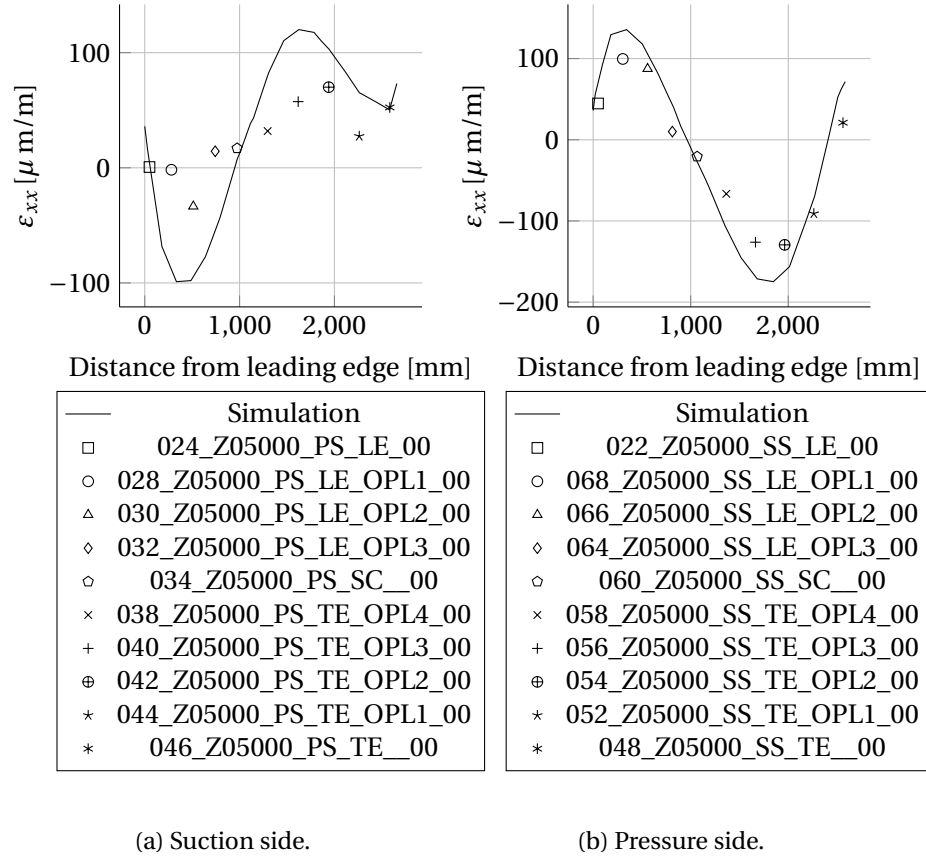 100
0
−100
0
1,000
2,000
ε_xx [μ m/m]
Distance from leading edge [mm]
Simulation
024_Z05000_PS_LE_00
028_Z05000_PS_LE_OPL1_00
030_Z05000_PS_LE_OPL2_00
032_Z05000_PS_LE_OPL3_00
034_Z05000_PS_SC__00
038_Z05000_PS_TE_OPL4_00
040_Z05000_PS_TE_OPL3_00
042_Z05000_PS_TE_OPL2_00
044_Z05000_PS_TE_OPL1_00
046_Z05000_PS_TE__00
(a) Suction side.
100
0
−100
−200
0
1,000
2,000
ε_xx [μ m/m]
Distance from leading edge [mm]
Simulation
022_Z05000_SS_LE_00
068_Z05000_SS_LE_OPL1_00
066_Z05000_SS_LE_OPL2_00
064_Z05000_SS_LE_OPL3_00
060_Z05000_SS_SC__00
058_Z05000_SS_TE_OPL4_00
056_Z05000_SS_TE_OPL3_00
054_Z05000_SS_TE_OPL2_00
052_Z05000_SS_TE_OPL1_00
048_Z05000_SS_TE__00
(b) Pressure side.